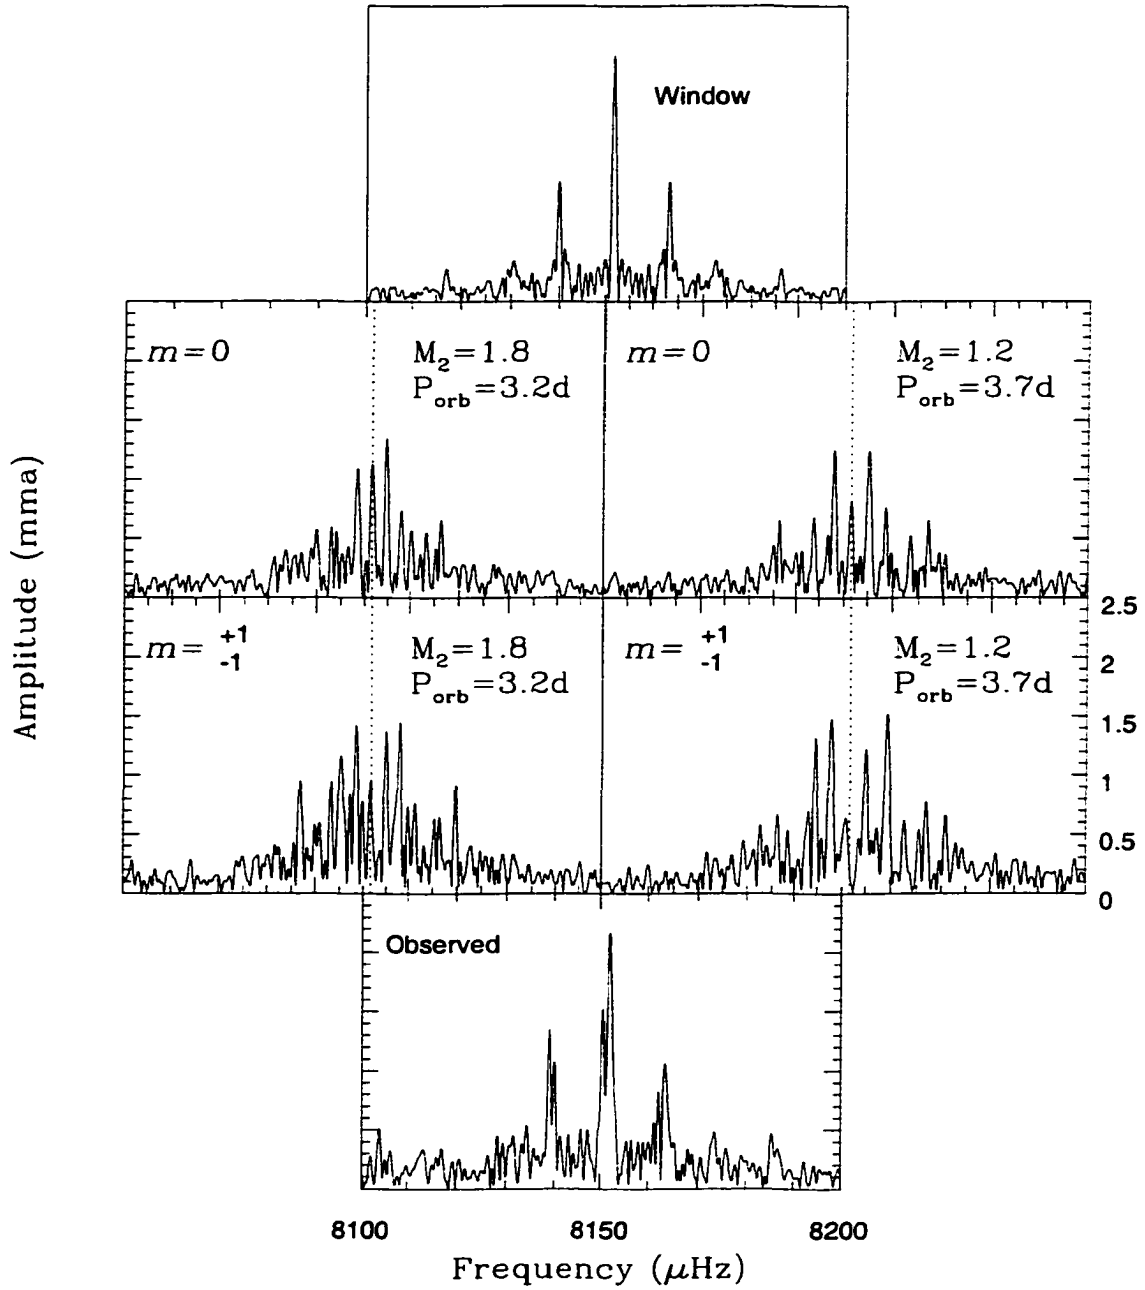 Window
m=0
M₂=1.8
P_orb=3.2d
m=0
M₂=1.2
P_orb=3.7d
m= +1
-1
M₂=1.8
P_orb=3.2d
m= +1
-1
M₂=1.2
P_orb=3.7d
Amplitude (mma)
2.5
2
1.5
1
0.5
0
Observed
8100 8150 8200
Frequency (μHz)